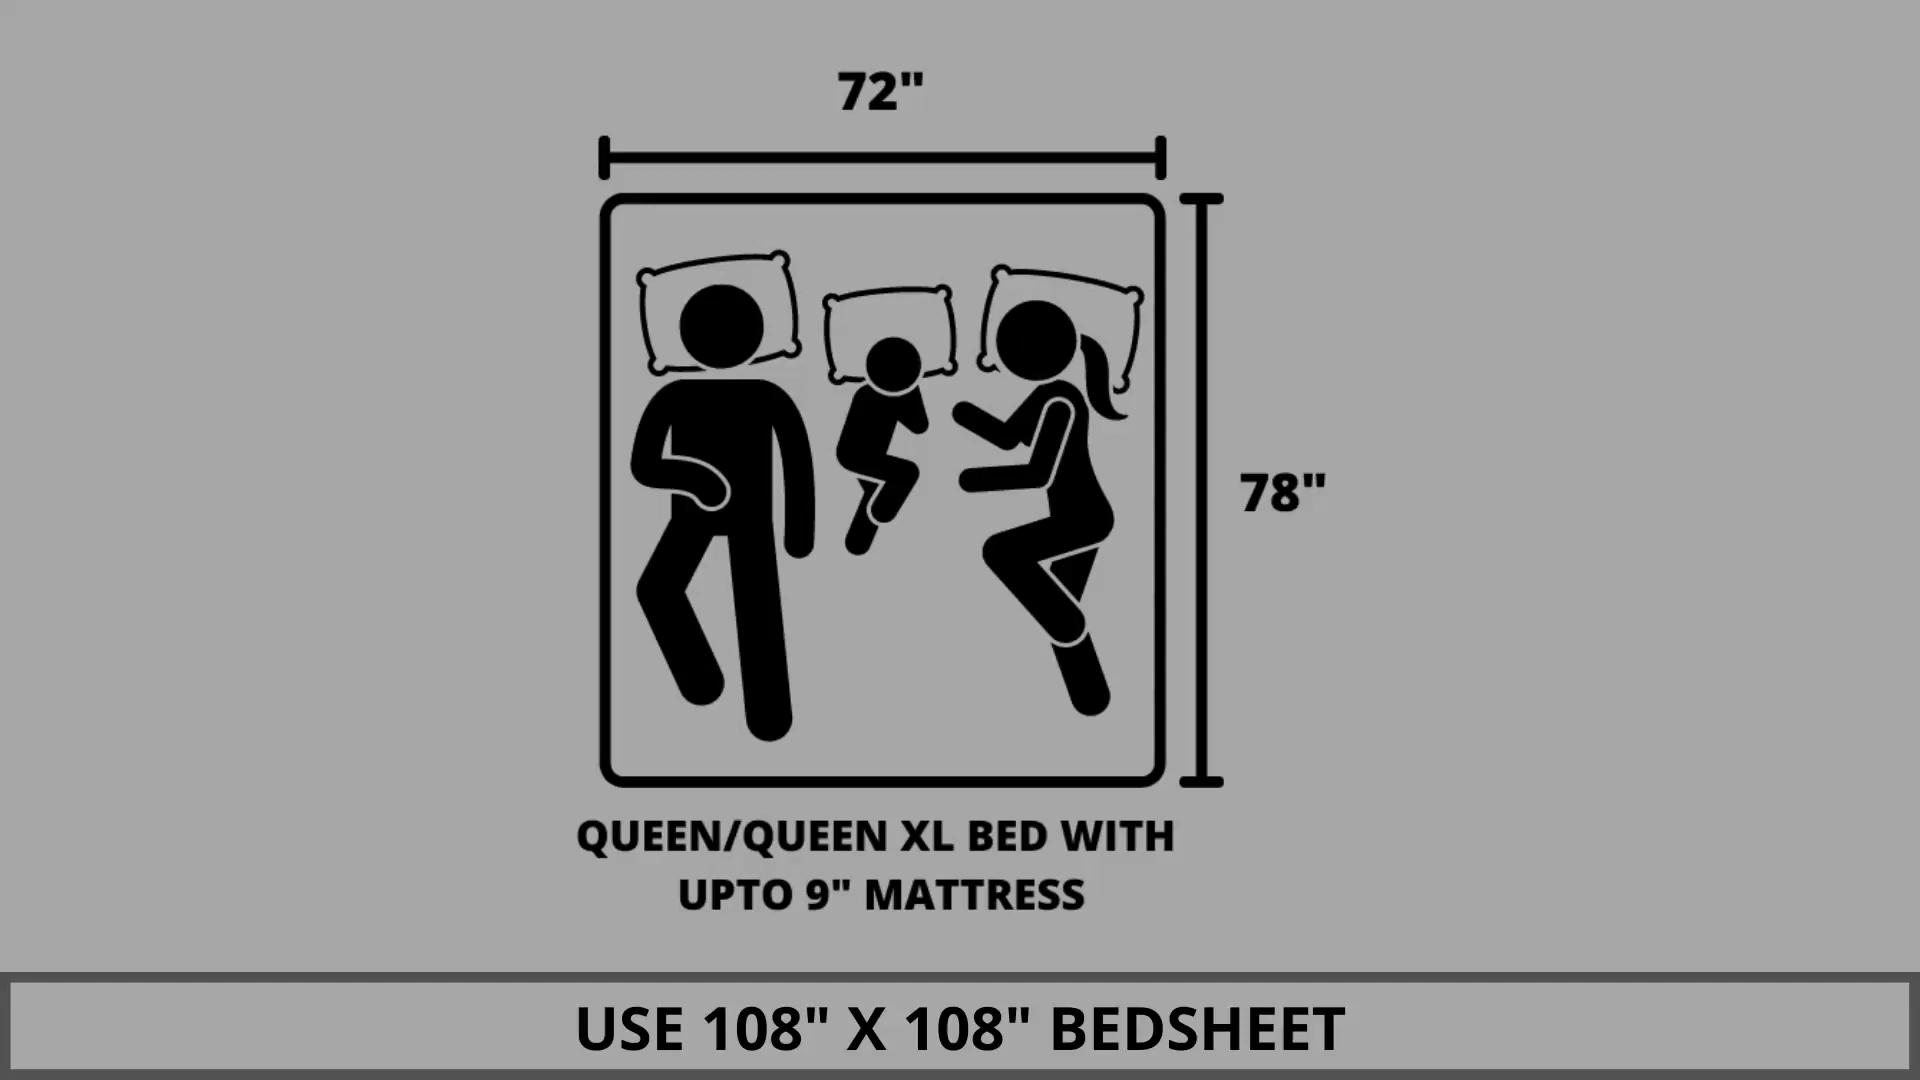 72"
78"
QUEEN/QUEEN XL BED WITH
UPTO 9" MATTRESS
USE 108" X 108" BEDSHEET